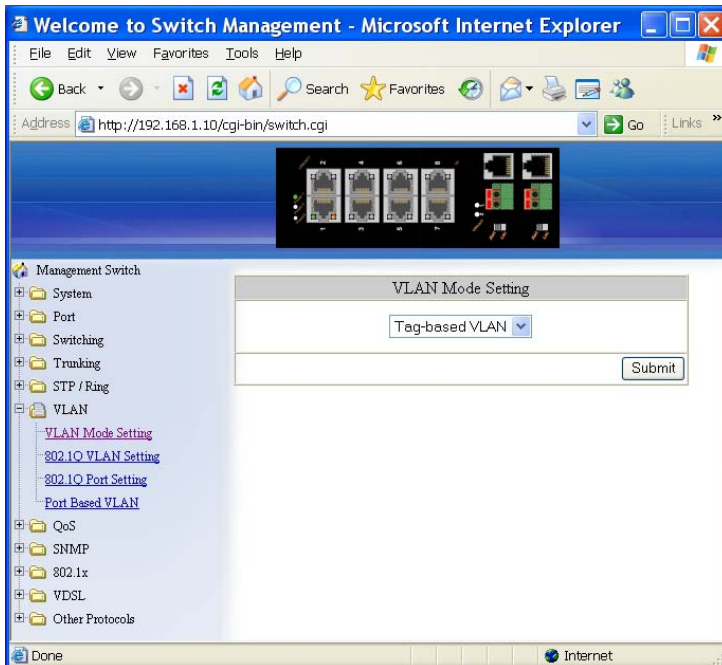 Welcome to Switch Management - Microsoft Internet Explorer
File Edit View Favorites Tools Help
Back Search Favorites
Address http://192.168.1.10/cgi-bin/switch.cgi Go Links »
Management Switch
System
Port
Switching
Trunking
STP / Ring
VLAN
VLAN Mode Setting
802.1Q VLAN Setting
802.1Q Port Setting
Port Based VLAN
QoS
SNMP
802.1x
VDSL
Other Protocols
VLAN Mode Setting
Tag-based VLAN
Submit
Done Internet